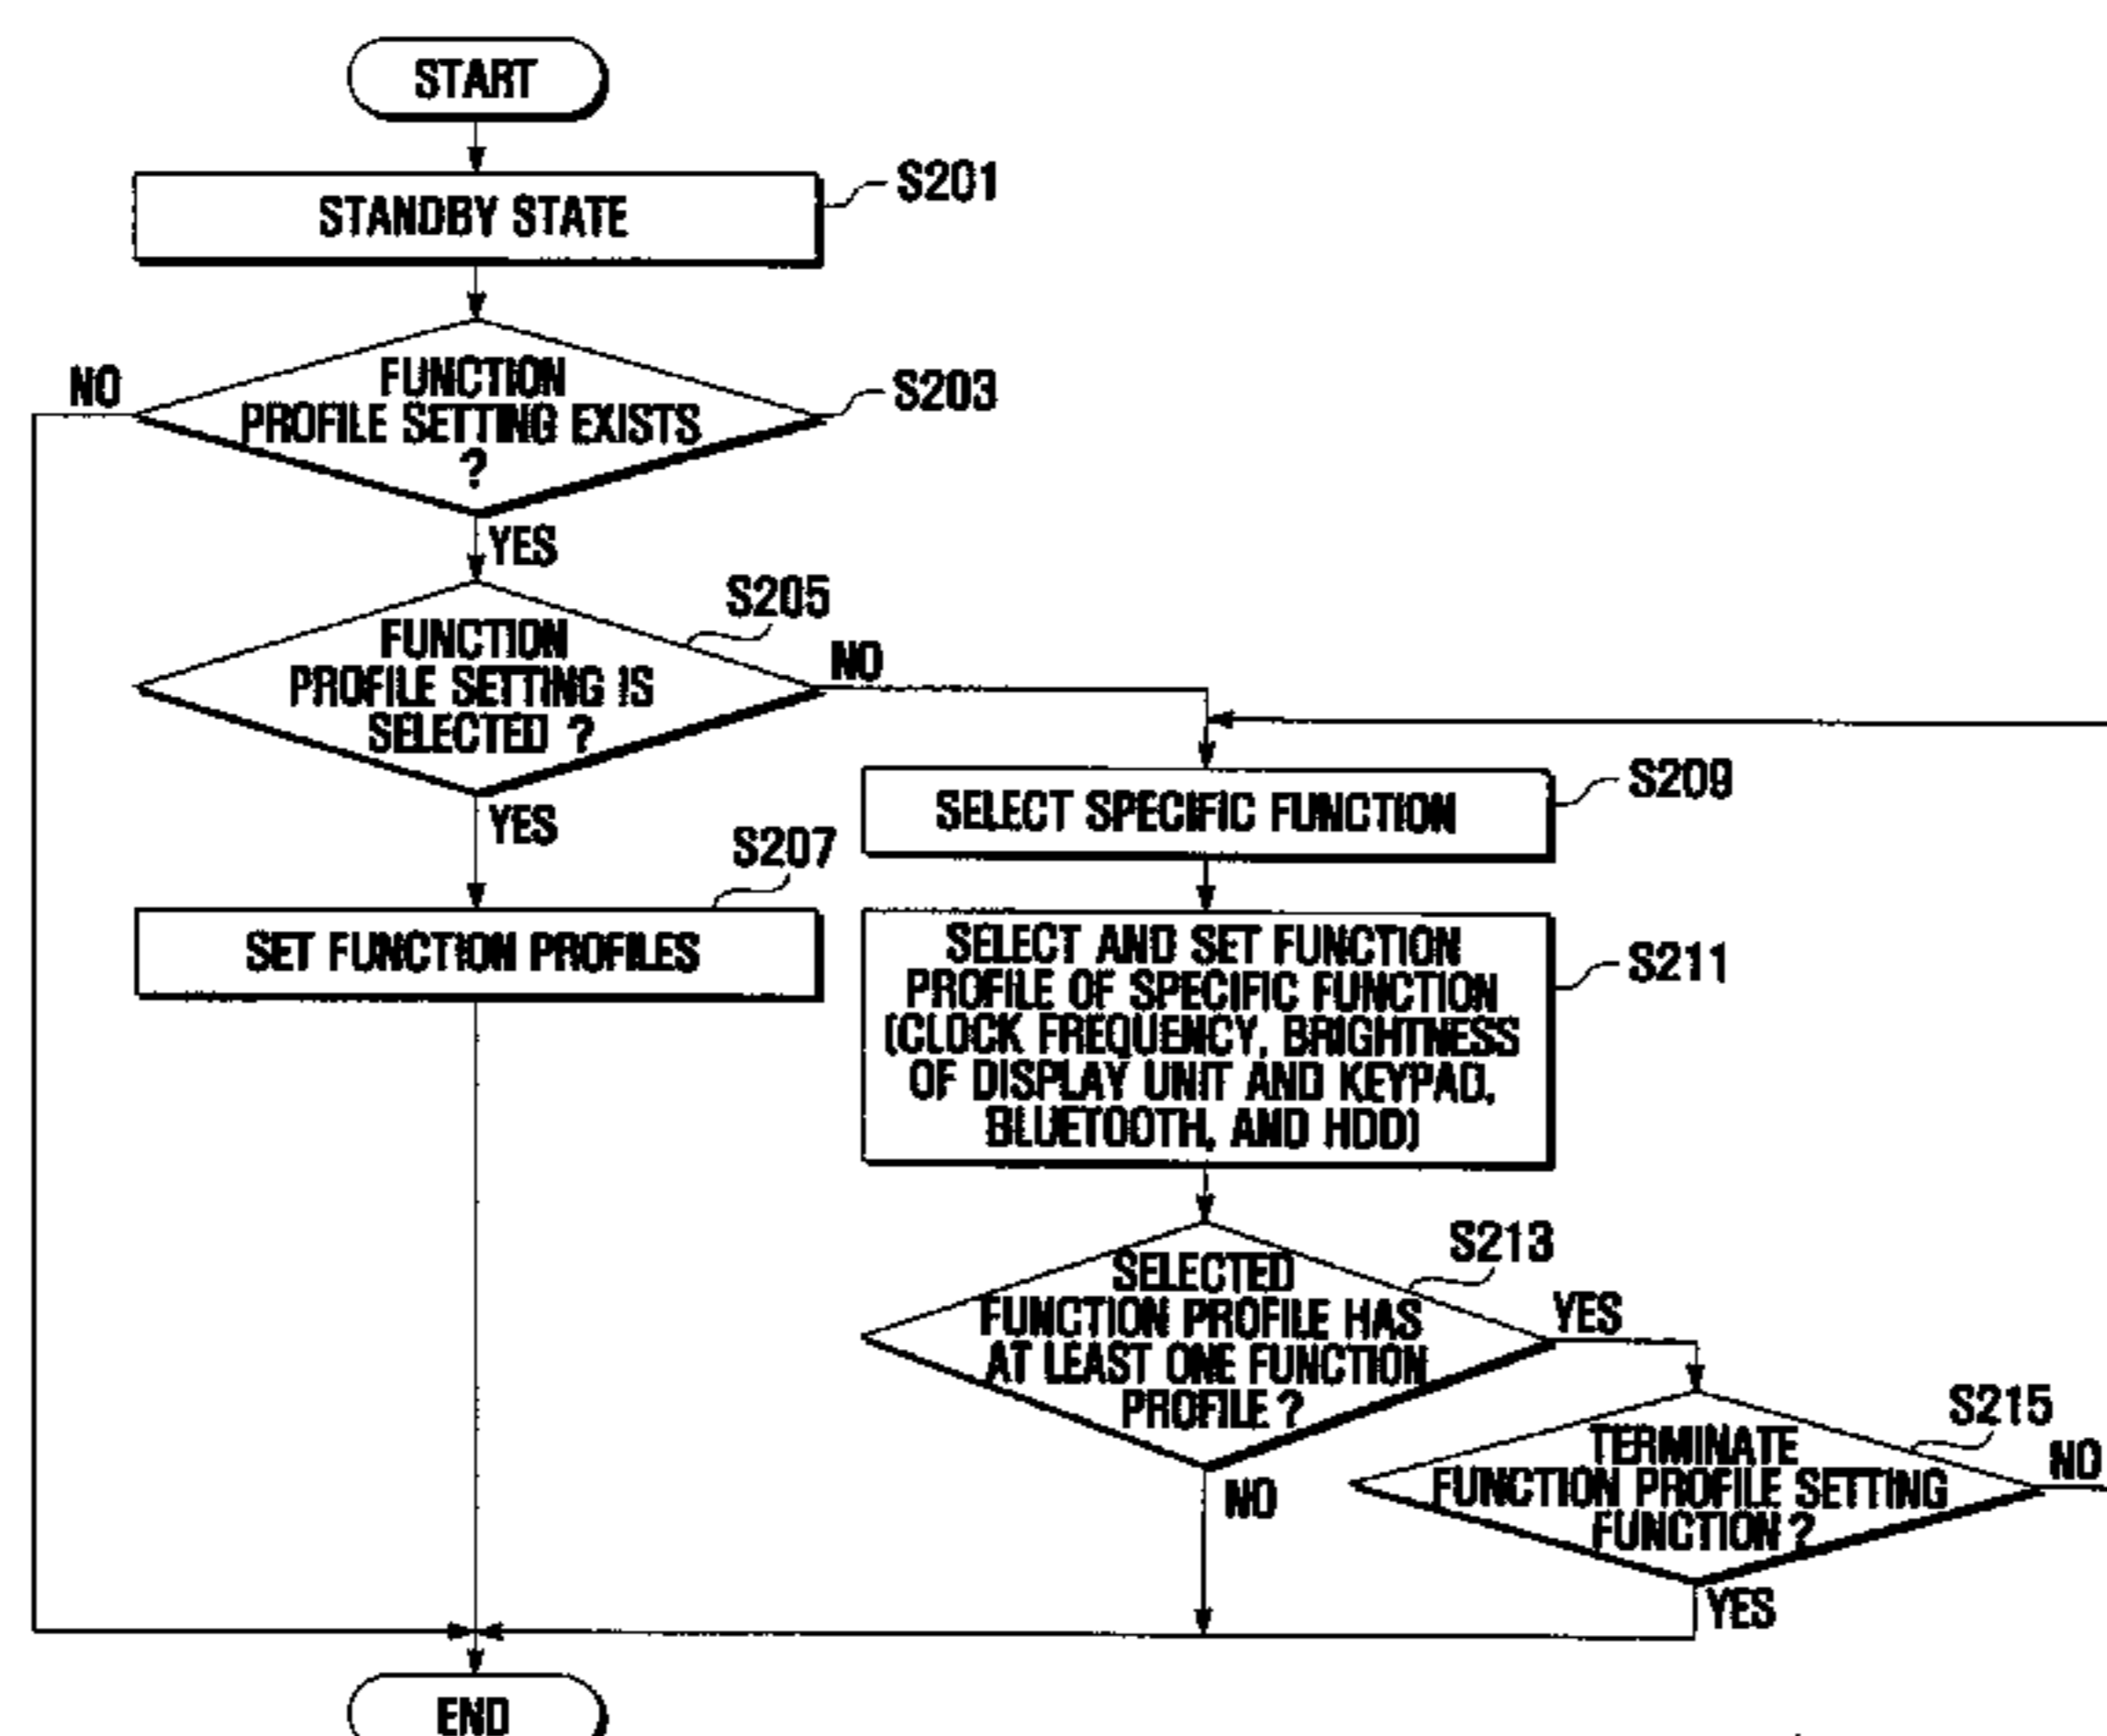 START
STANDBY STATE
S201
FUNCTION
PROFILE SETTING EXISTS
?
S203
NO
YES
FUNCTION
PROFILE SETTING IS
SELECTED ?
S205
NO
YES
SET FUNCTION PROFILES
S207
SELECT SPECIFIC FUNCTION
S209
SELECT AND SET FUNCTION
PROFILE OF SPECIFIC FUNCTION
(CLOCK FREQUENCY, BRIGHTNESS
OF DISPLAY UNIT AND KEYPAD,
BLUETOOTH, AND HDD)
S211
SELECTED
FUNCTION PROFILE HAS
AT LEAST ONE FUNCTION
PROFILE ?
S213
YES
NO
TERMINATE
FUNCTION PROFILE SETTING
FUNCTION ?
S215
NO
YES
END